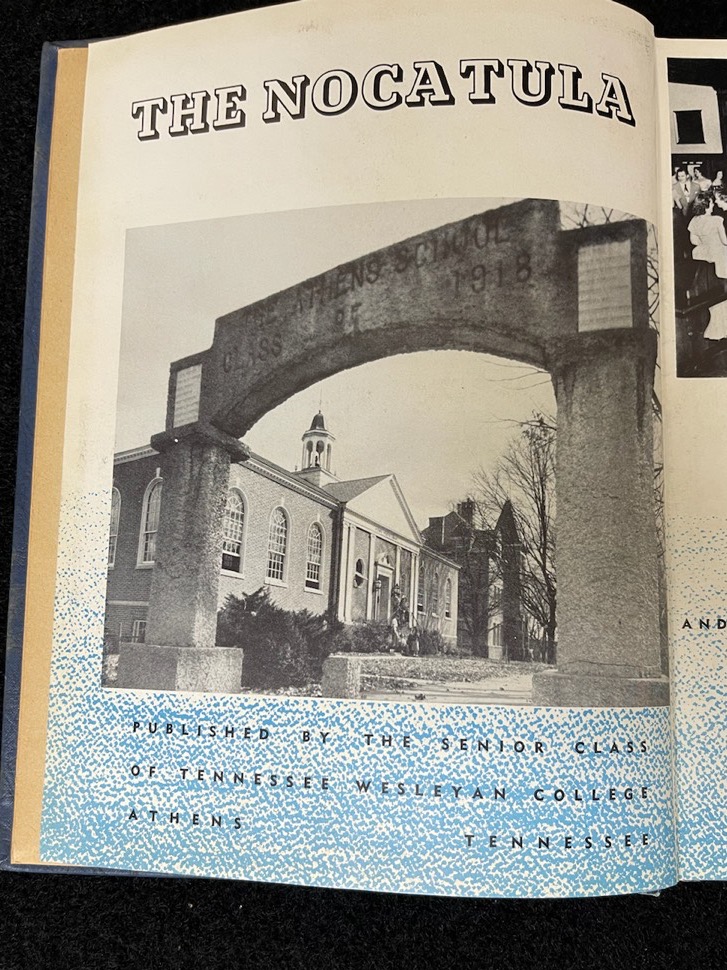 THE NOCATULA
THE ATHENS SCHOOL
CLASS OF 1918
PUBLISHED BY THE SENIOR CLASS
OF TENNESSEE WESLEYAN COLLEGE
ATHENS TENNESSEE
AND